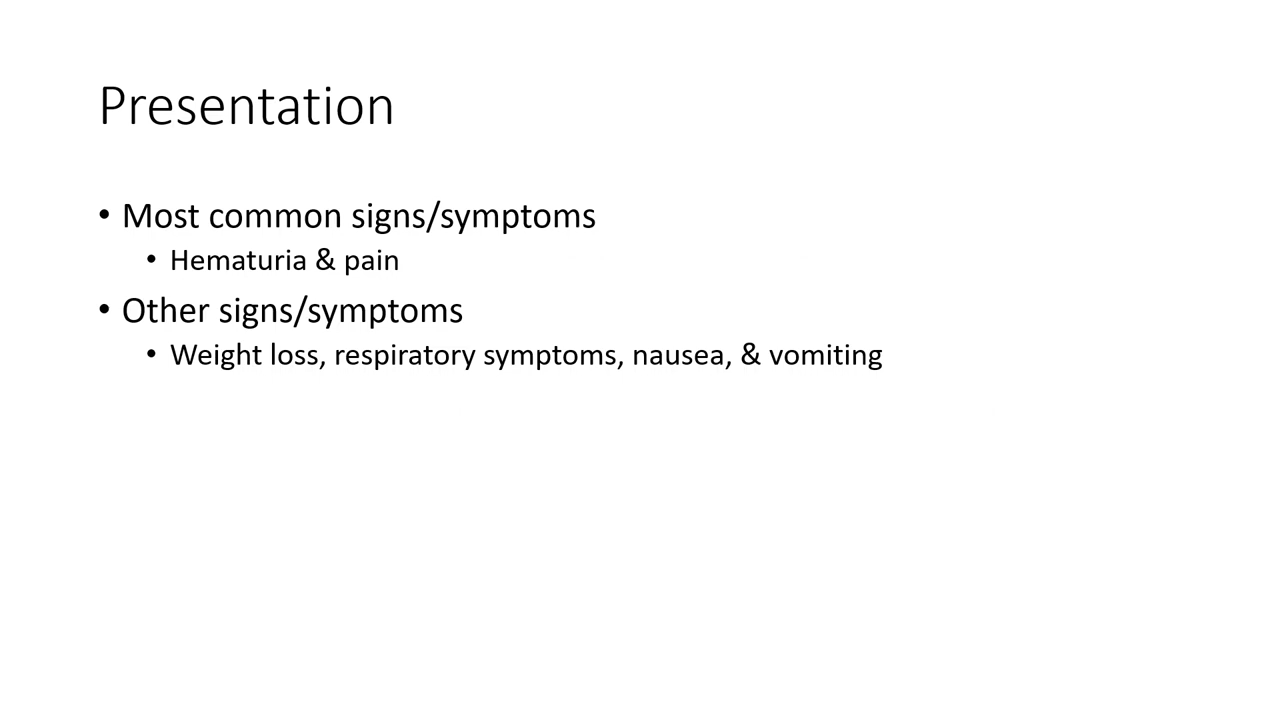 Presentation
• Most common signs/symptoms
• Hematuria & pain
• Other signs/symptoms
• Weight loss, respiratory symptoms, nausea, & vomiting